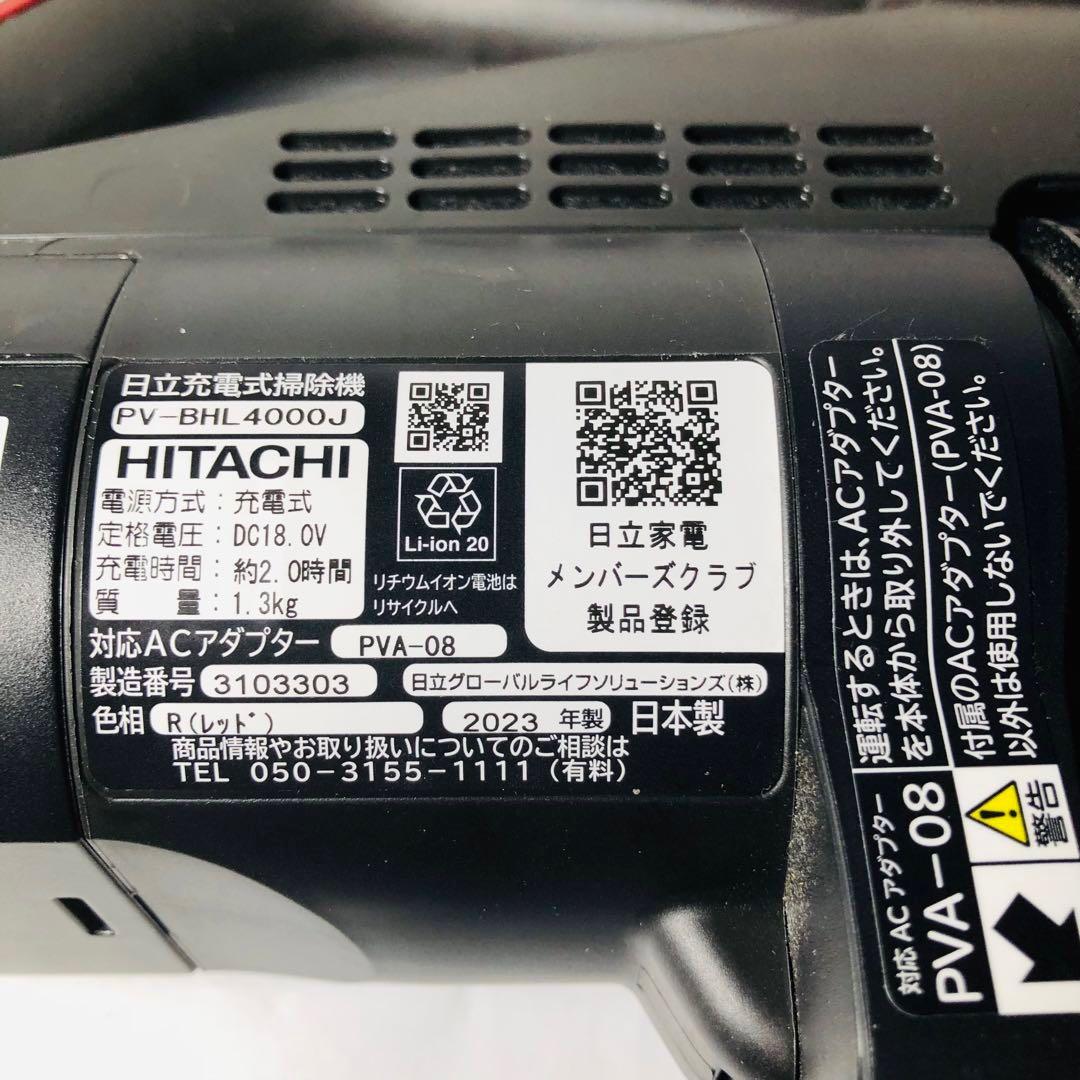 日立充電式掃除機
PV-BHL4000J
HITACHI
電源方式：充電式
定格電圧：DC18.0V
充電時間：約2.0時間
質　　量：1.3kg
Li-ion 20
リチウムイオン電池は
リサイクルへ
日立家電
メンバーズクラブ
製品登録
対応ACアダプター PVA-08
製造番号 3103303 日立グローバルライフソリューションズ(株)
色相 R(レッド) 2023 年製 日本製
商品情報やお取り扱いについてのご相談は
TEL 050-3155-1111（有料）
運転するときは、ACアダプター
を本体から取り外してください。
付属のACアダプター(PVA-08)
以外は使用しないでください。
対応 AC アダプター
PVA-08
警告